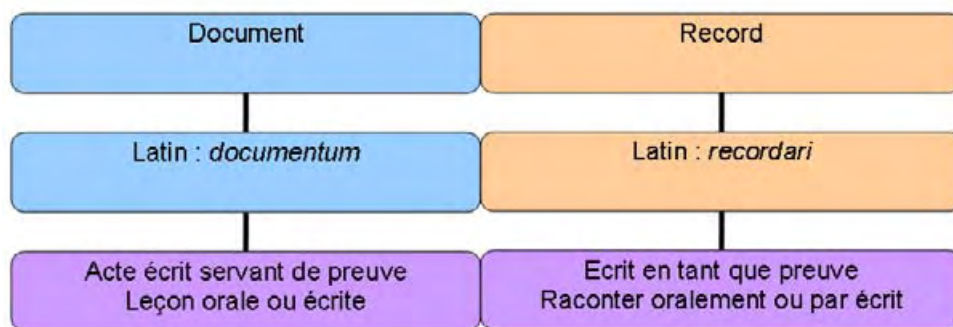 Document
Record
Latin : documentum
Latin : recordari
Acte écrit servant de preuve
Leçon orale ou écrite
Ecrit en tant que preuve
Raconter oralement ou par écrit